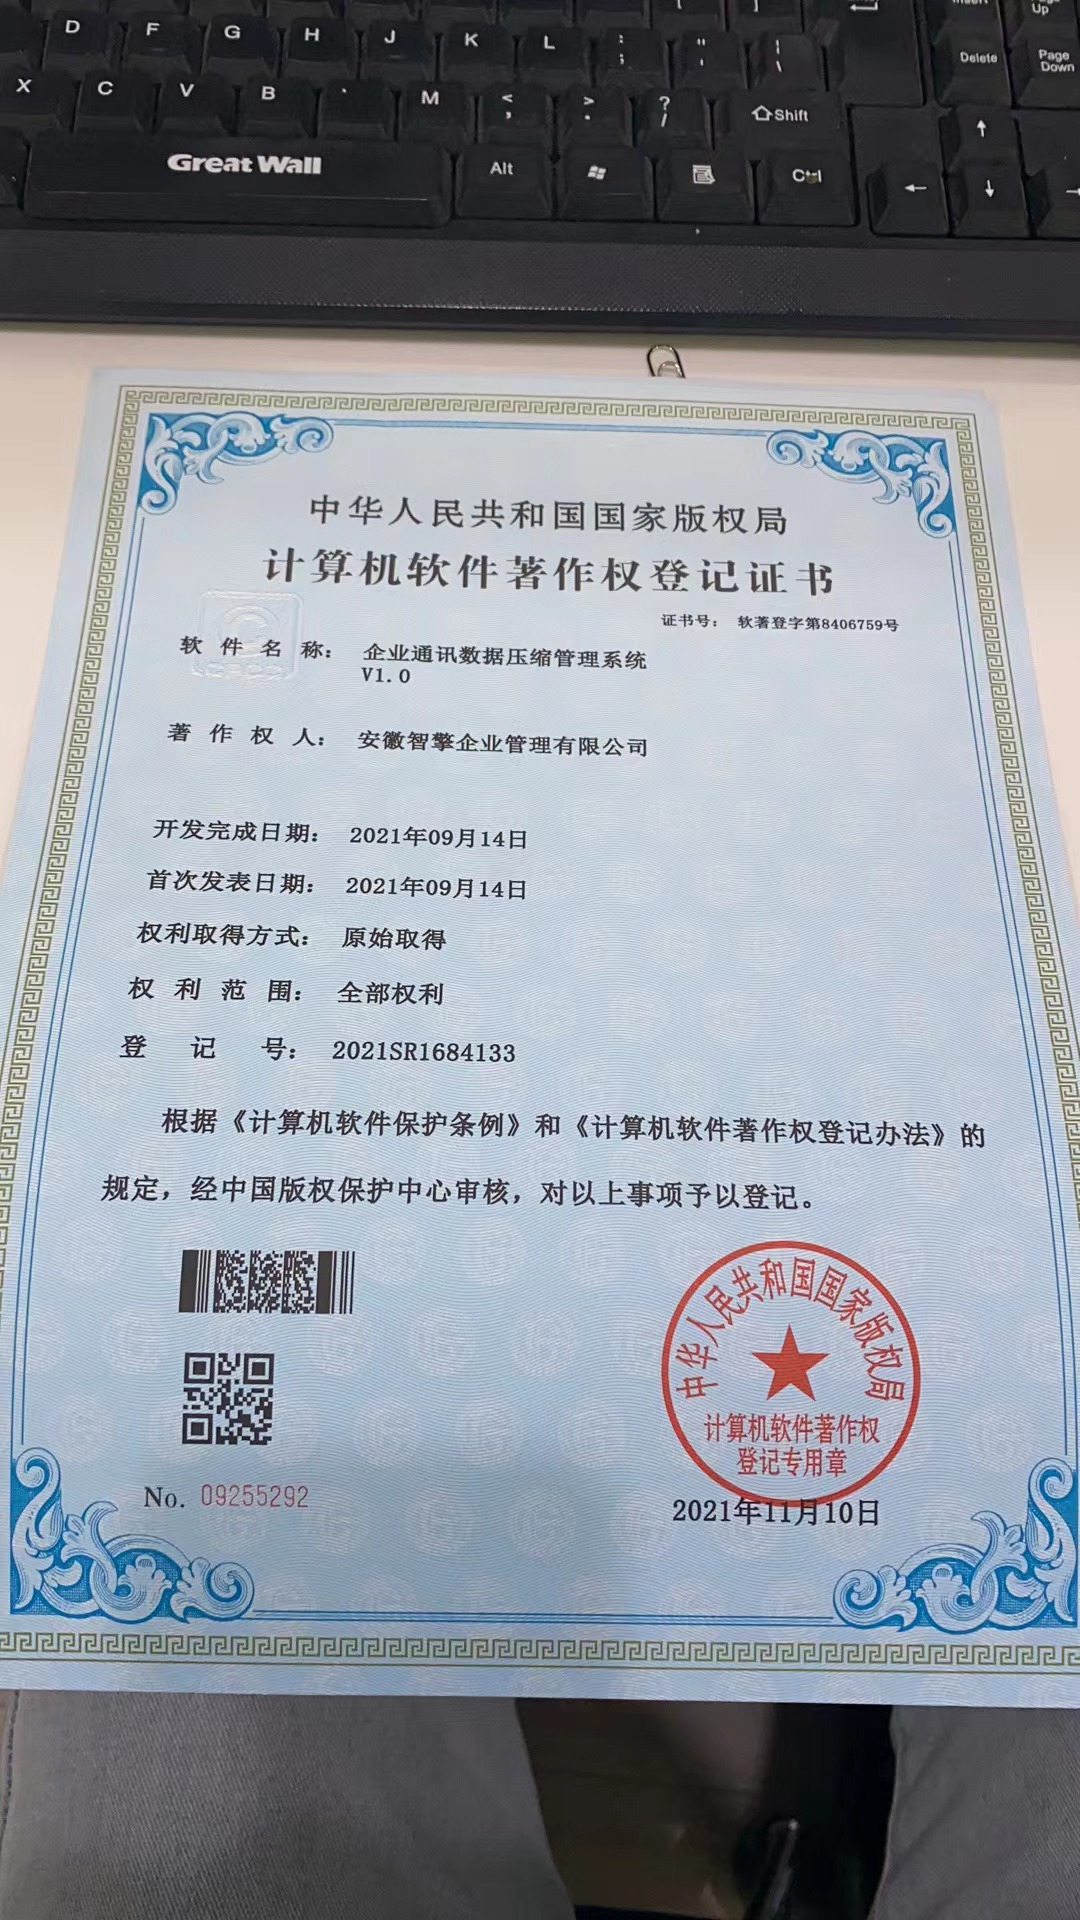 D F G H J K L : ; " ' | \ Delete Page Down
Up
X C V B M < , > . ? / Shift
Great Wall Alt
中华人民共和国国家版权局
计算机软件著作权登记证书
证书号： 软著登字第8406759号
软件名称： 企业通讯数据压缩管理系统
V1.0
著作权人： 安徽智擎企业管理有限公司
开发完成日期： 2021年09月14日
首次发表日期： 2021年09月14日
权利取得方式： 原始取得
权利范围： 全部权利
登记号： 2021SR1684133
根据《计算机软件保护条例》和《计算机软件著作权登记办法》的
规定，经中国版权保护中心审核，对以上事项予以登记。
中华人民共和国国家版权局
计算机软件著作权
登记专用章
No. 09255292
2021年11月10日